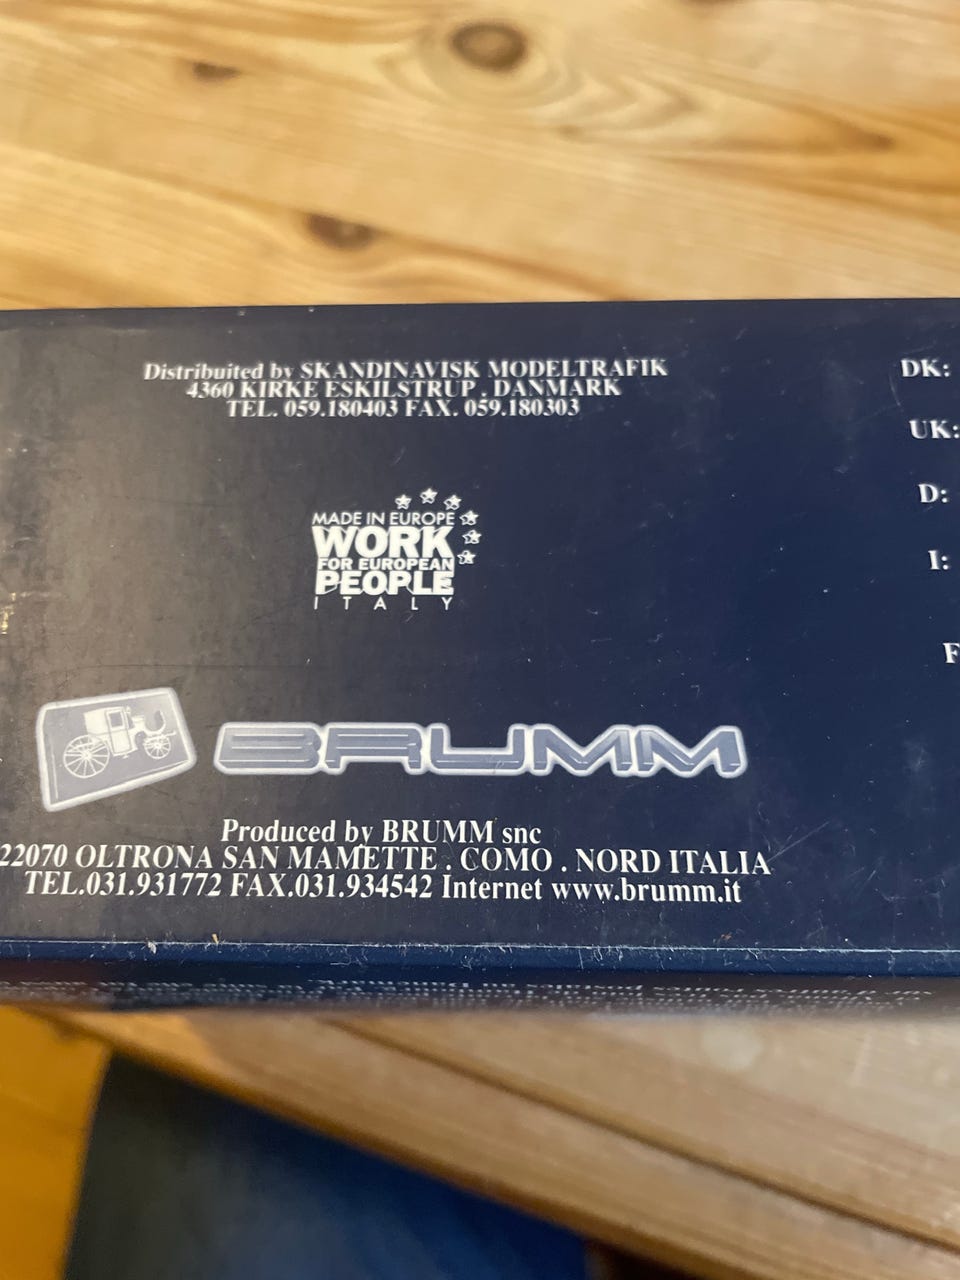 Distribuited by SKANDINAVISK MODELTRAFIK
4360 KIRKE ESKILSTRUP . DANMARK
TEL. 059.180403 FAX. 059.180303
MADE IN EUROPE
WORK
FOR EUROPEAN
PEOPLE
ITALY
BRUMM
Produced by BRUMM snc
22070 OLTRONA SAN MAMETTE . COMO . NORD ITALIA
TEL.031.931772 FAX.031.934542 Internet www.brumm.it
DK:
UK:
D:
I:
F